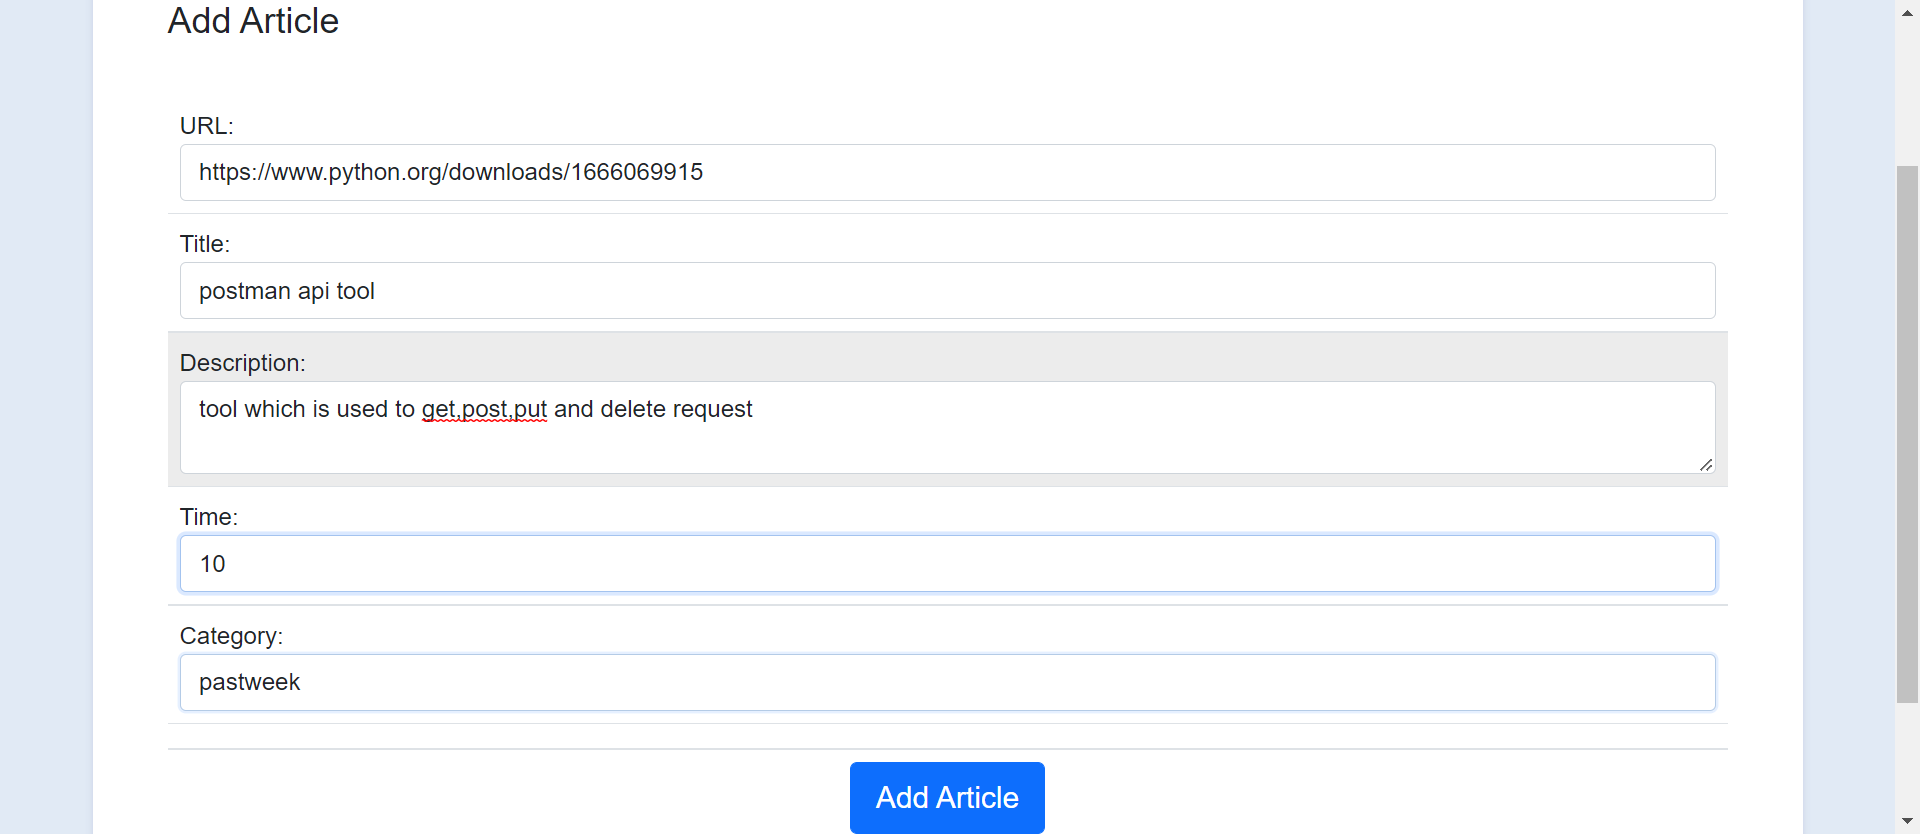 Add Article
URL:
https://www.python.org/downloads/1666069915
Title:
postman api tool
Description:
tool which is used to get,post,put and delete request
Time:
10
Category:
pastweek
Add Article